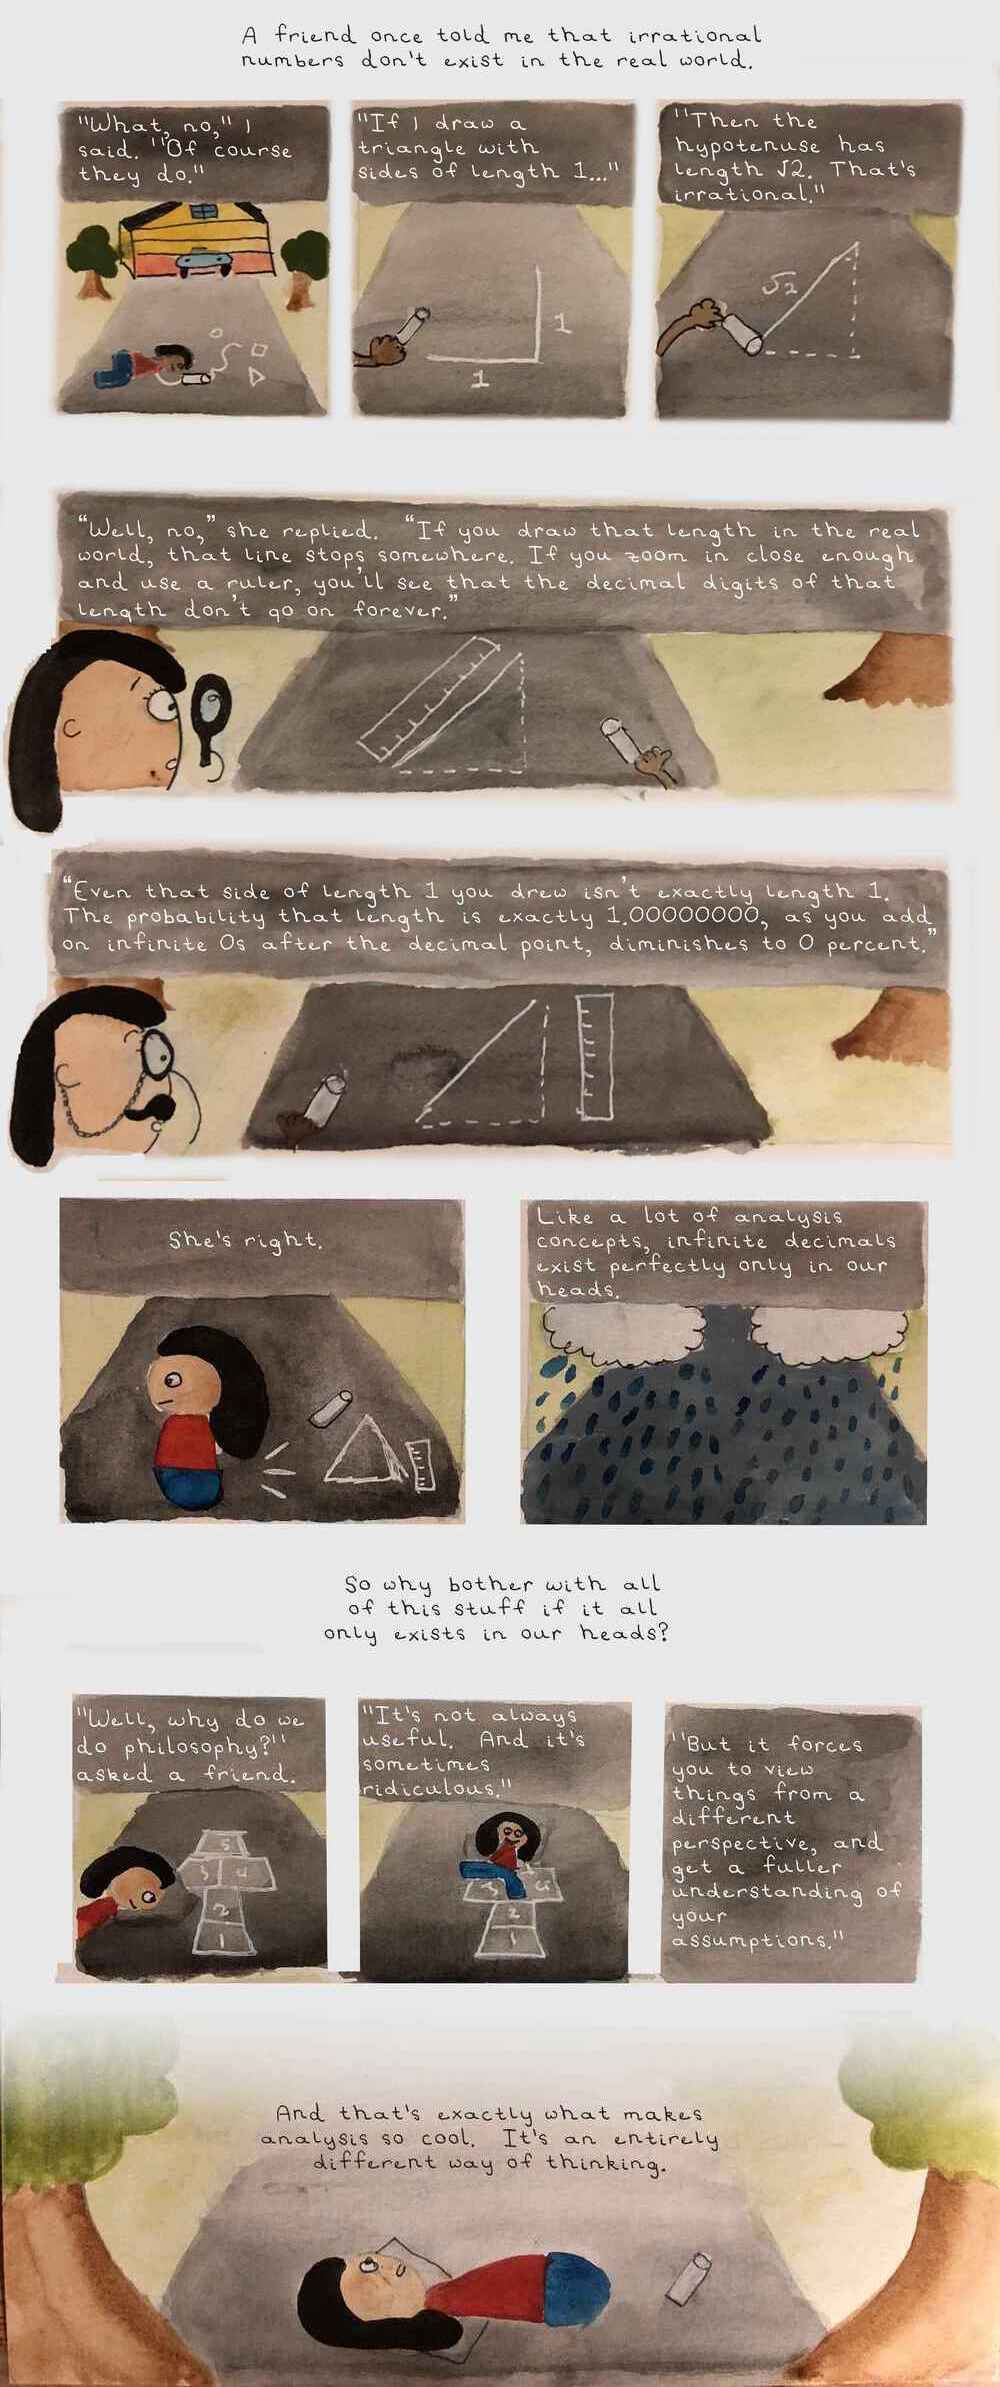 A friend once told me that irrational
numbers don't exist in the real world.
"What, no," I
said. "Of course
they do."
"If I draw a
triangle with
sides of length 1..."
1
1
"Then the
hypotenuse has
length √2. That's
irrational."
√2
“Well, no,” she replied. “If you draw that length in the real
world, that line stops somewhere. If you zoom in close enough
and use a ruler, you’ll see that the decimal digits of that
length don’t go on forever.”
“Even that side of length 1 you drew isn’t exactly length 1.
The probability that length is exactly 1.00000000, as you add
on infinite 0s after the decimal point, diminishes to 0 percent.”
She's right.
Like a lot of analysis
concepts, infinite decimals
exist perfectly only in our
heads.
So why bother with all
of this stuff if it all
only exists in our heads?
"Well, why do we
do philosophy?"
asked a friend.
5
3 4
2
1
"It's not always
useful. And it's
sometimes
ridiculous."
3 4
2
1
"But it forces
you to view
things from a
different
perspective, and
get a fuller
understanding of
your
assumptions."
And that's exactly what makes
analysis so cool. It's an entirely
different way of thinking.